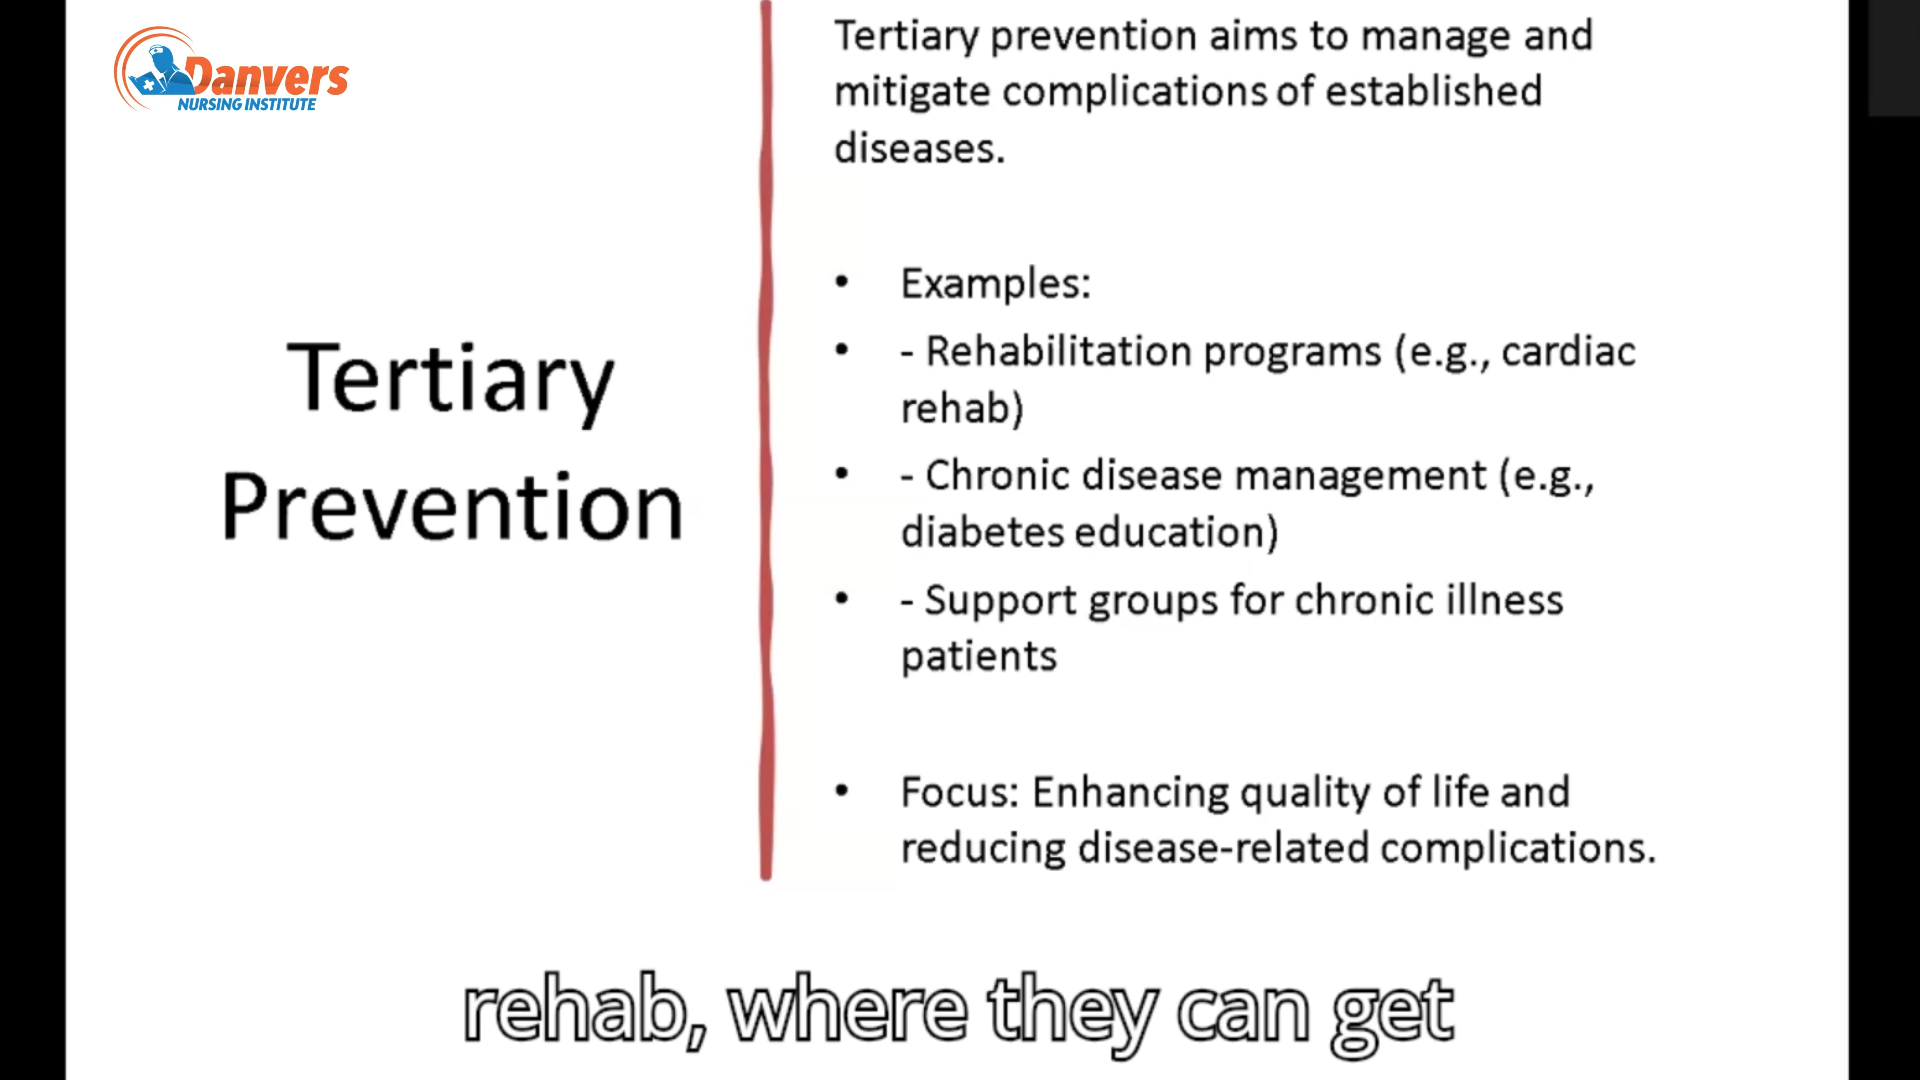 Danvers
NURSING INSTITUTE
Tertiary
Prevention
Tertiary prevention aims to manage and
mitigate complications of established
diseases.
• Examples:
• - Rehabilitation programs (e.g., cardiac
rehab)
• - Chronic disease management (e.g.,
diabetes education)
• - Support groups for chronic illness
patients
• Focus: Enhancing quality of life and
reducing disease-related complications.
rehab, where they can get